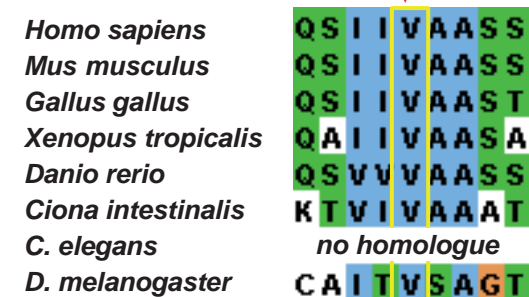 Homo sapiens QSIIVAASS
Mus musculus QSIIVAASS
Gallus gallus QSIIVAAST
Xenopus tropicalis QAIIVAASA
Danio rerio QSVVVAASS
Ciona intestinalis KTVIVAAAT
C. elegans no homologue
D. melanogaster CAITVSAGT